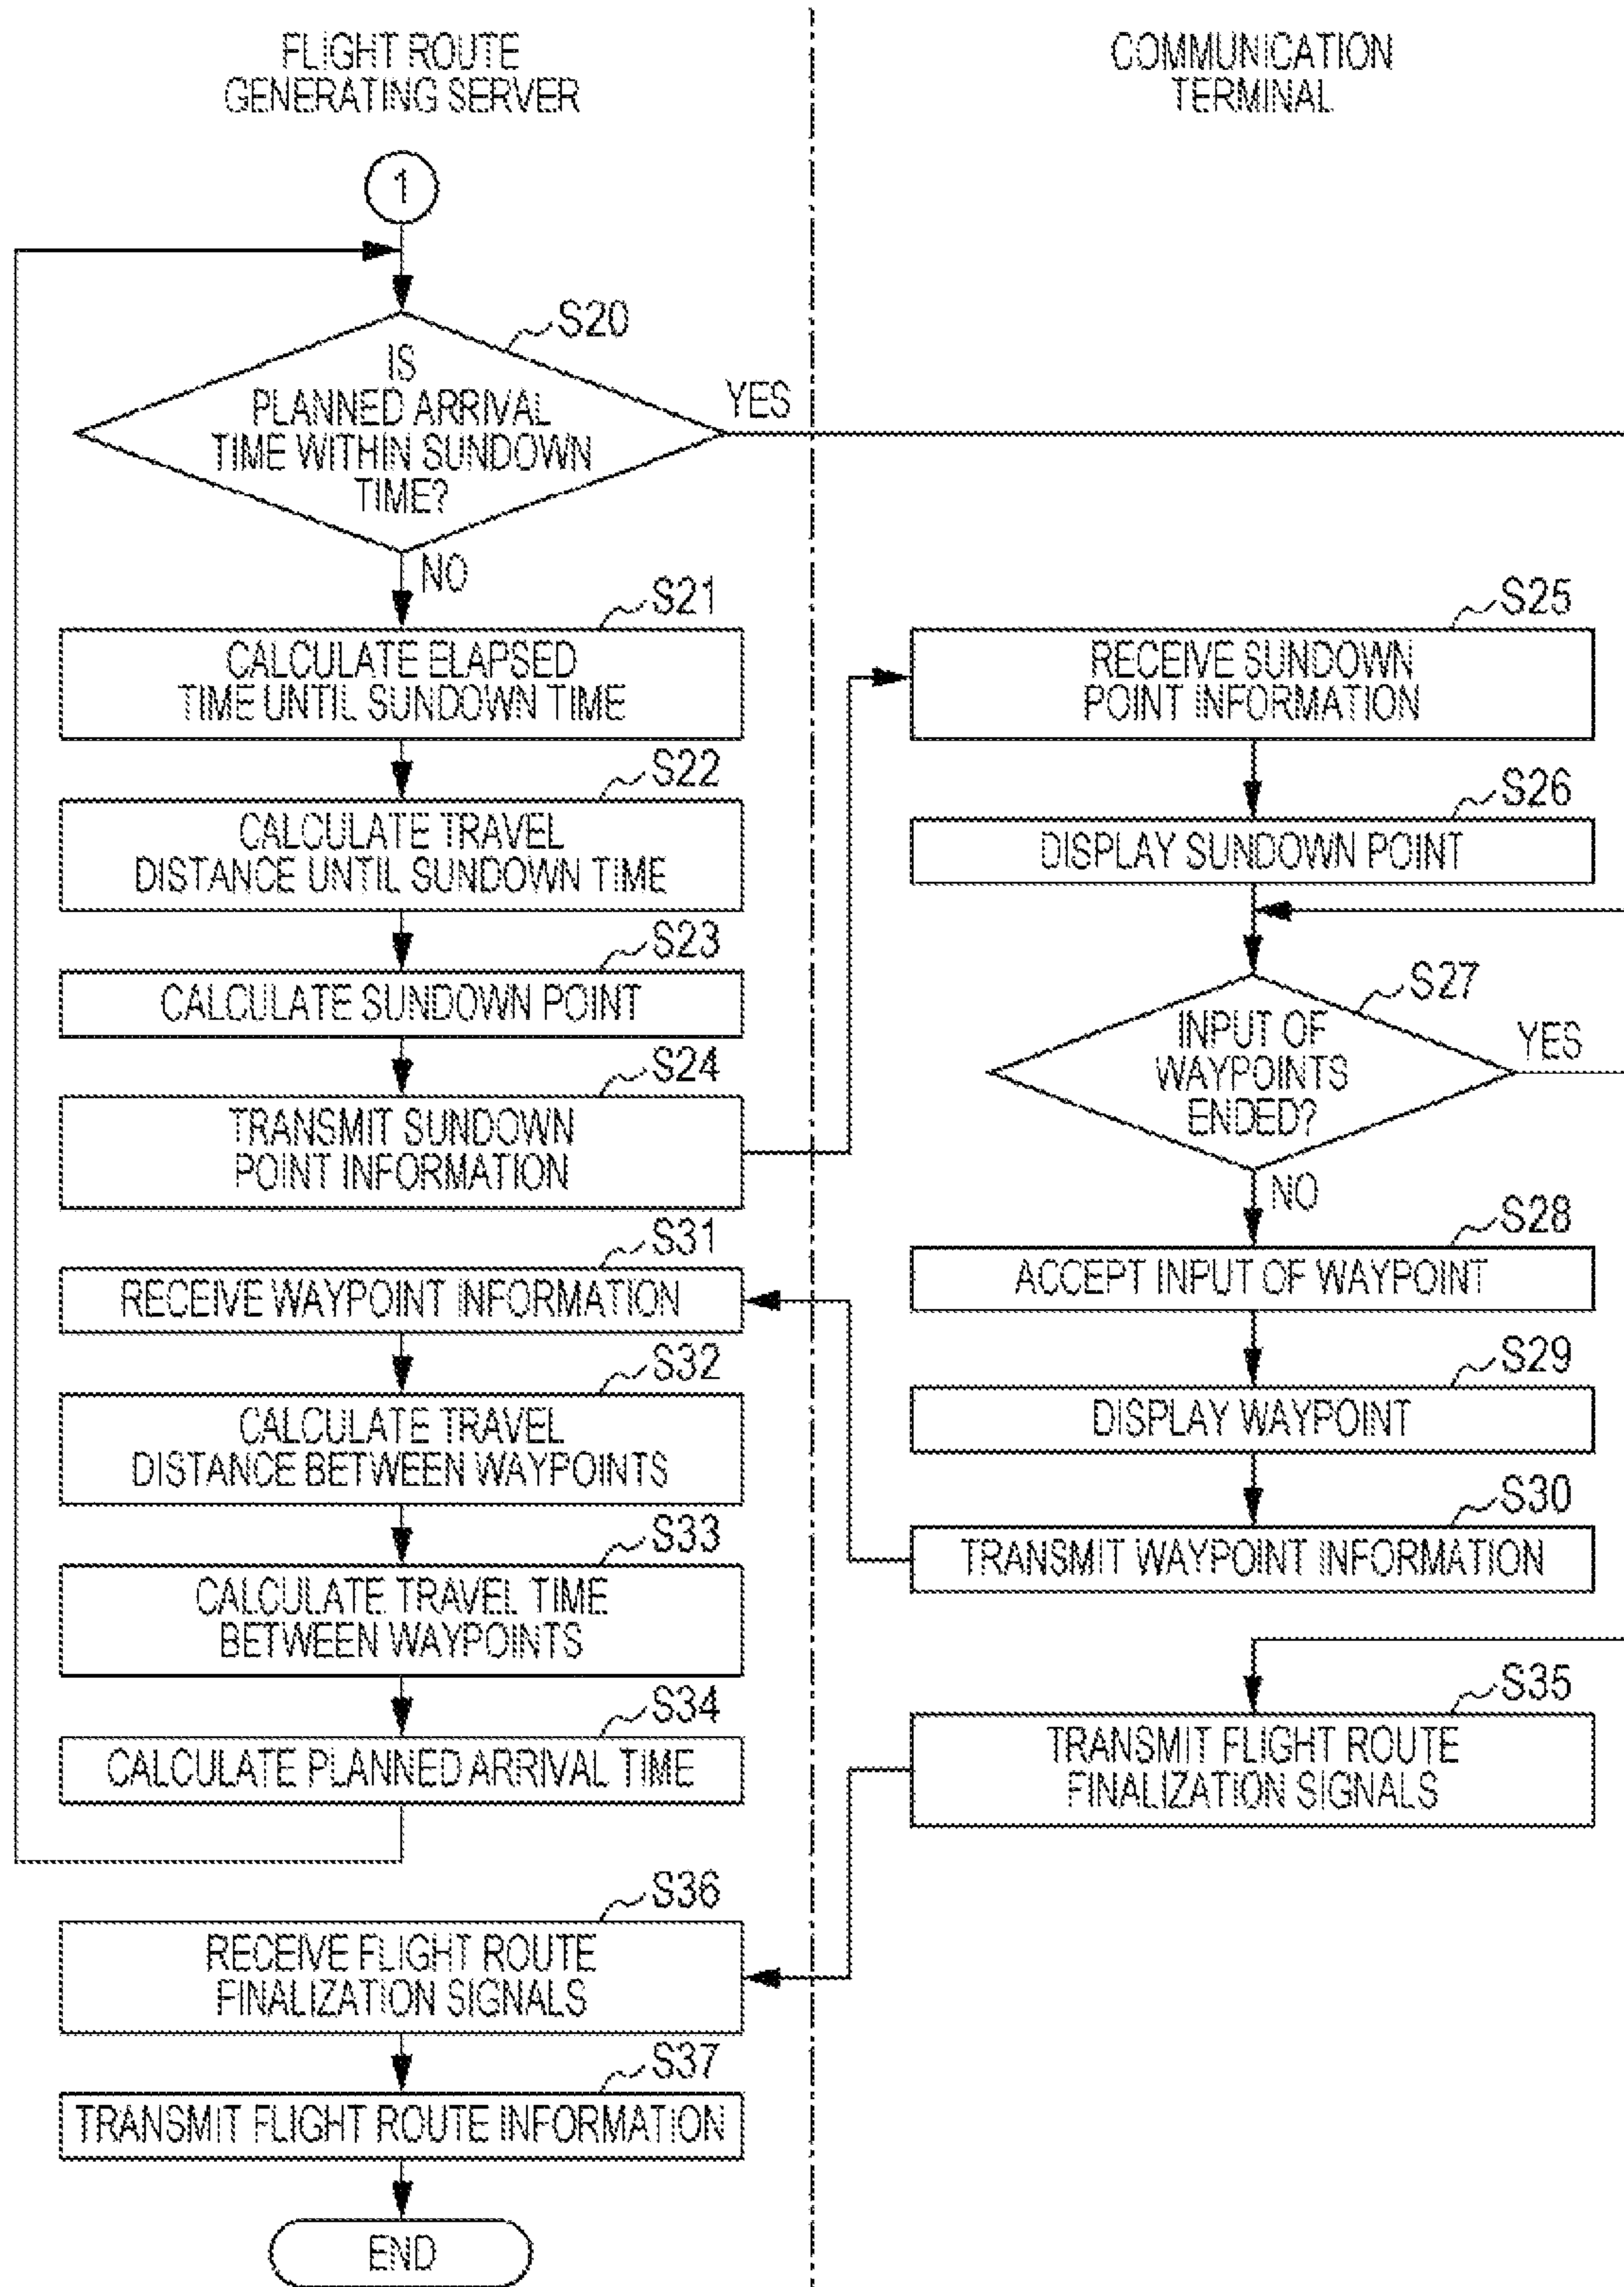 FLIGHT ROUTE
GENERATING SERVER
COMMUNICATION
TERMINAL
1
S20
IS
PLANNED ARRIVAL
TIME WITHIN SUNDOWN
TIME?
YES
NO
S21
CALCULATE ELAPSED
TIME UNTIL SUNDOWN TIME
S22
CALCULATE TRAVEL
DISTANCE UNTIL SUNDOWN TIME
S23
CALCULATE SUNDOWN POINT
S24
TRANSMIT SUNDOWN
POINT INFORMATION
S25
RECEIVE SUNDOWN
POINT INFORMATION
S26
DISPLAY SUNDOWN POINT
S27
INPUT OF
WAYPOINTS
ENDED?
YES
NO
S28
ACCEPT INPUT OF WAYPOINT
S29
DISPLAY WAYPOINT
S30
TRANSMIT WAYPOINT INFORMATION
S31
RECEIVE WAYPOINT INFORMATION
S32
CALCULATE TRAVEL
DISTANCE BETWEEN WAYPOINTS
S33
CALCULATE TRAVEL TIME
BETWEEN WAYPOINTS
S34
CALCULATE PLANNED ARRIVAL TIME
S35
TRANSMIT FLIGHT ROUTE
FINALIZATION SIGNALS
S36
RECEIVE FLIGHT ROUTE
FINALIZATION SIGNALS
S37
TRANSMIT FLIGHT ROUTE INFORMATION
END